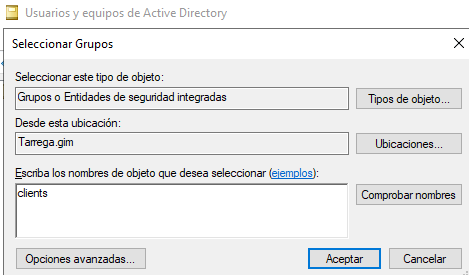 Usuarios y equipos de Active Directory
Seleccionar Grupos
Seleccionar este tipo de objeto:
Grupos o Entidades de seguridad integradas
Tipos de objeto...
Desde esta ubicación:
Tarrega.gim
Ubicaciones...
Escriba los nombres de objeto que desea seleccionar (ejemplos):
clients
Comprobar nombres
Opciones avanzadas...
Aceptar
Cancelar